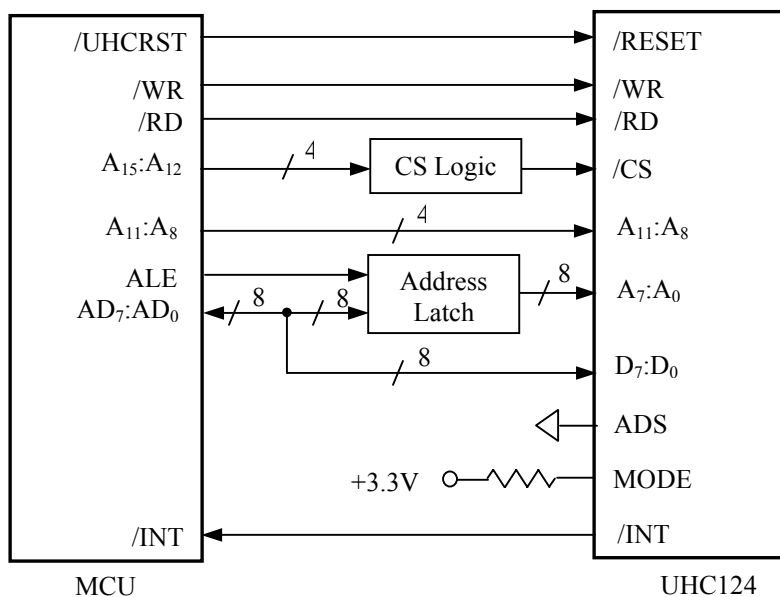 /UHCRST /RESET
/WR /WR
/RD /RD
A₁₅:A₁₂ 4 CS Logic /CS
A₁₁:A₈ 4 A₁₁:A₈
ALE Address Latch 8 A₇:A₀
AD₇:AD₀ 8 8
8 D₇:D₀
ADS
+3.3V MODE
/INT /INT
MCU UHC124